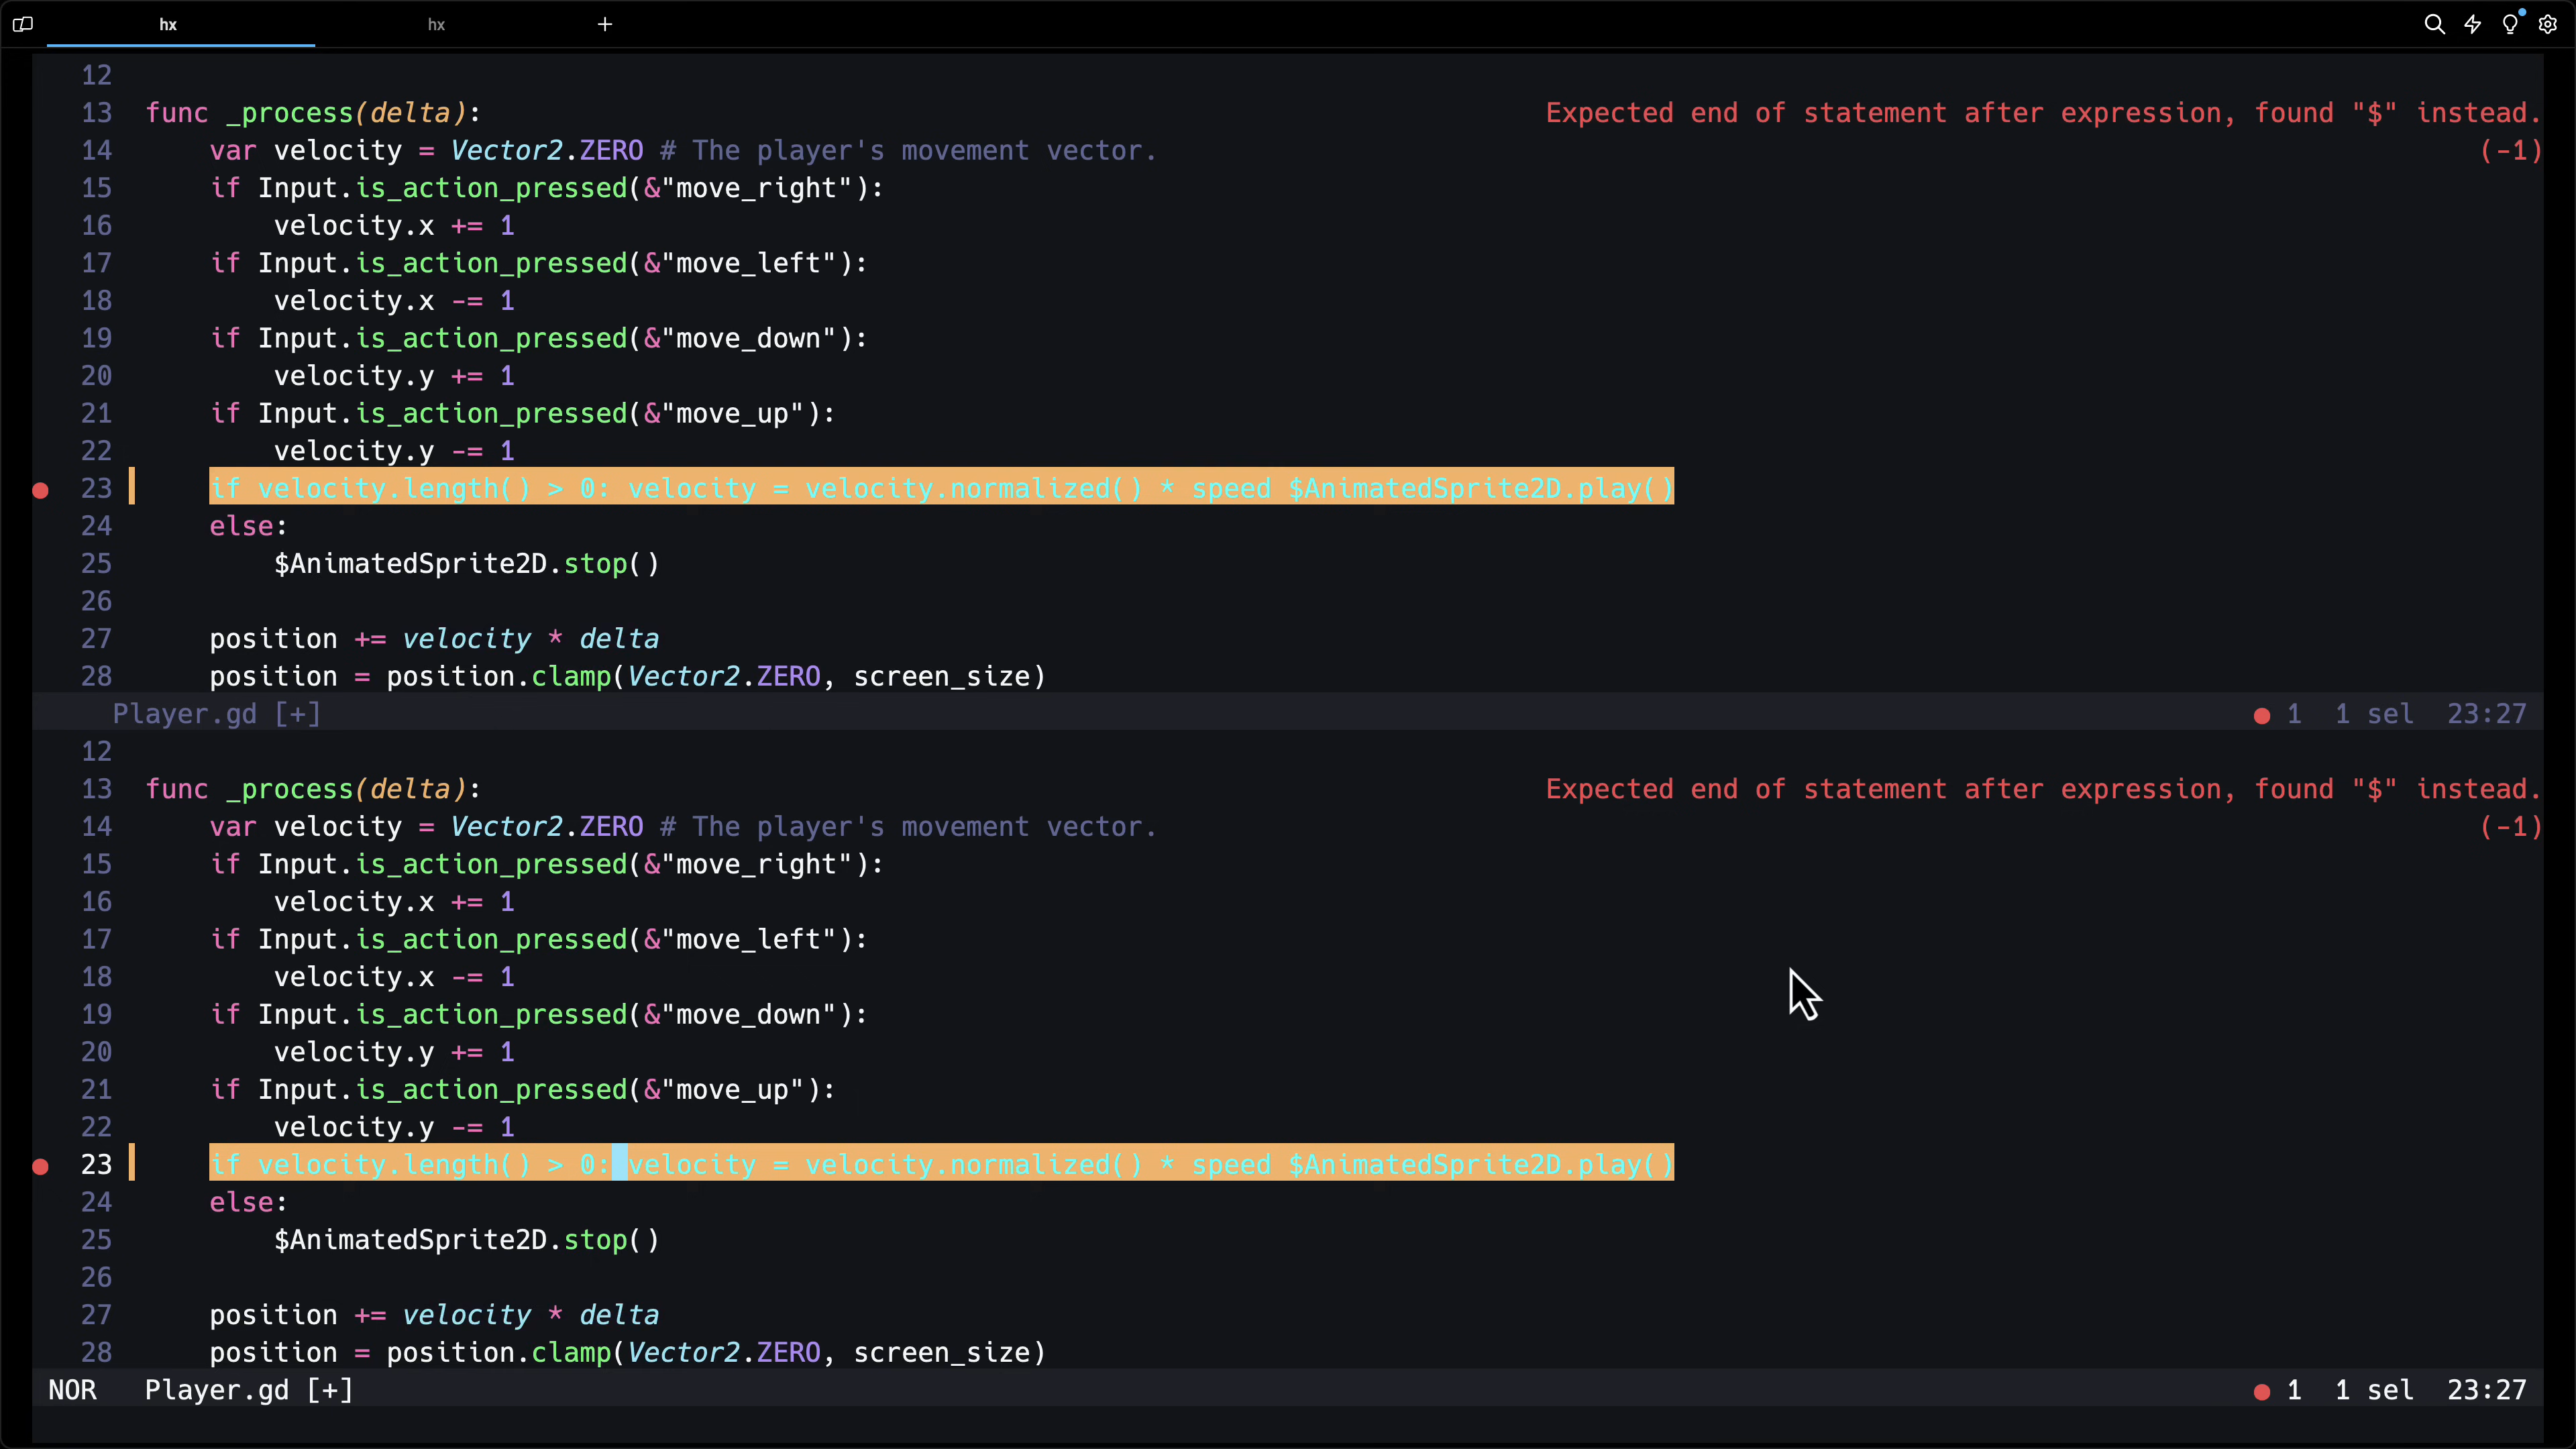 hx hx +
12
13 func _process(delta): Expected end of statement after expression, found "$" instead.
14 var velocity = Vector2.ZERO # The player's movement vector. (-1)
15 if Input.is_action_pressed(&"move_right"):
16 velocity.x += 1
17 if Input.is_action_pressed(&"move_left"):
18 velocity.x -= 1
19 if Input.is_action_pressed(&"move_down"):
20 velocity.y += 1
21 if Input.is_action_pressed(&"move_up"):
22 velocity.y -= 1
23 if velocity.length() > 0: velocity = velocity.normalized() * speed $AnimatedSprite2D.play()
24 else:
25 $AnimatedSprite2D.stop()
26
27 position += velocity * delta
28 position = position.clamp(Vector2.ZERO, screen_size)
Player.gd [+] ● 1 1 sel 23:27
12
13 func _process(delta): Expected end of statement after expression, found "$" instead.
14 var velocity = Vector2.ZERO # The player's movement vector. (-1)
15 if Input.is_action_pressed(&"move_right"):
16 velocity.x += 1
17 if Input.is_action_pressed(&"move_left"):
18 velocity.x -= 1
19 if Input.is_action_pressed(&"move_down"):
20 velocity.y += 1
21 if Input.is_action_pressed(&"move_up"):
22 velocity.y -= 1
23 if velocity.length() > 0: velocity = velocity.normalized() * speed $AnimatedSprite2D.play()
24 else:
25 $AnimatedSprite2D.stop()
26
27 position += velocity * delta
28 position = position.clamp(Vector2.ZERO, screen_size)
NOR Player.gd [+] ● 1 1 sel 23:27